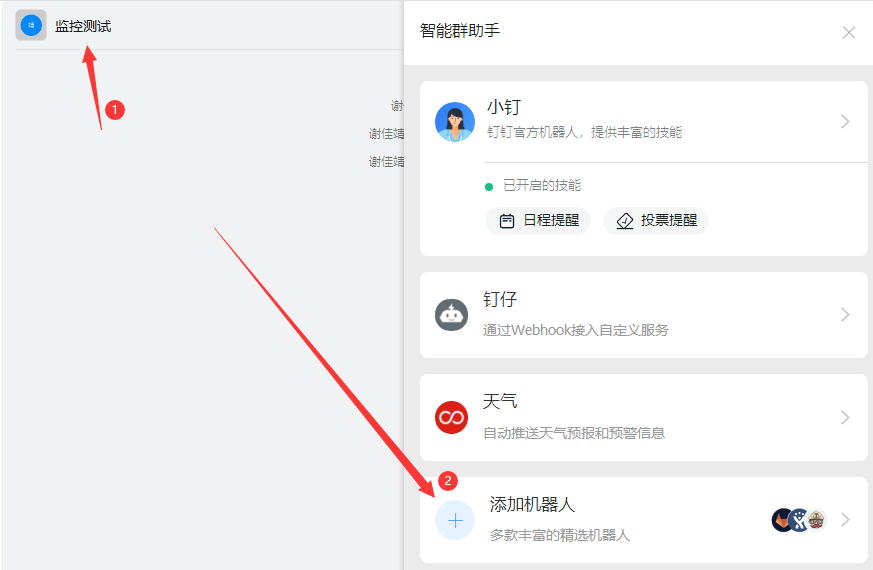 监控测试
1
谢
谢佳靖
谢佳靖
智能群助手
小钉
钉钉官方机器人，提供丰富的技能
已开启的技能
日程提醒
投票提醒
钉仔
通过Webhook接入自定义服务
天气
自动推送天气预报和预警信息
2
添加机器人
多款丰富的精选机器人